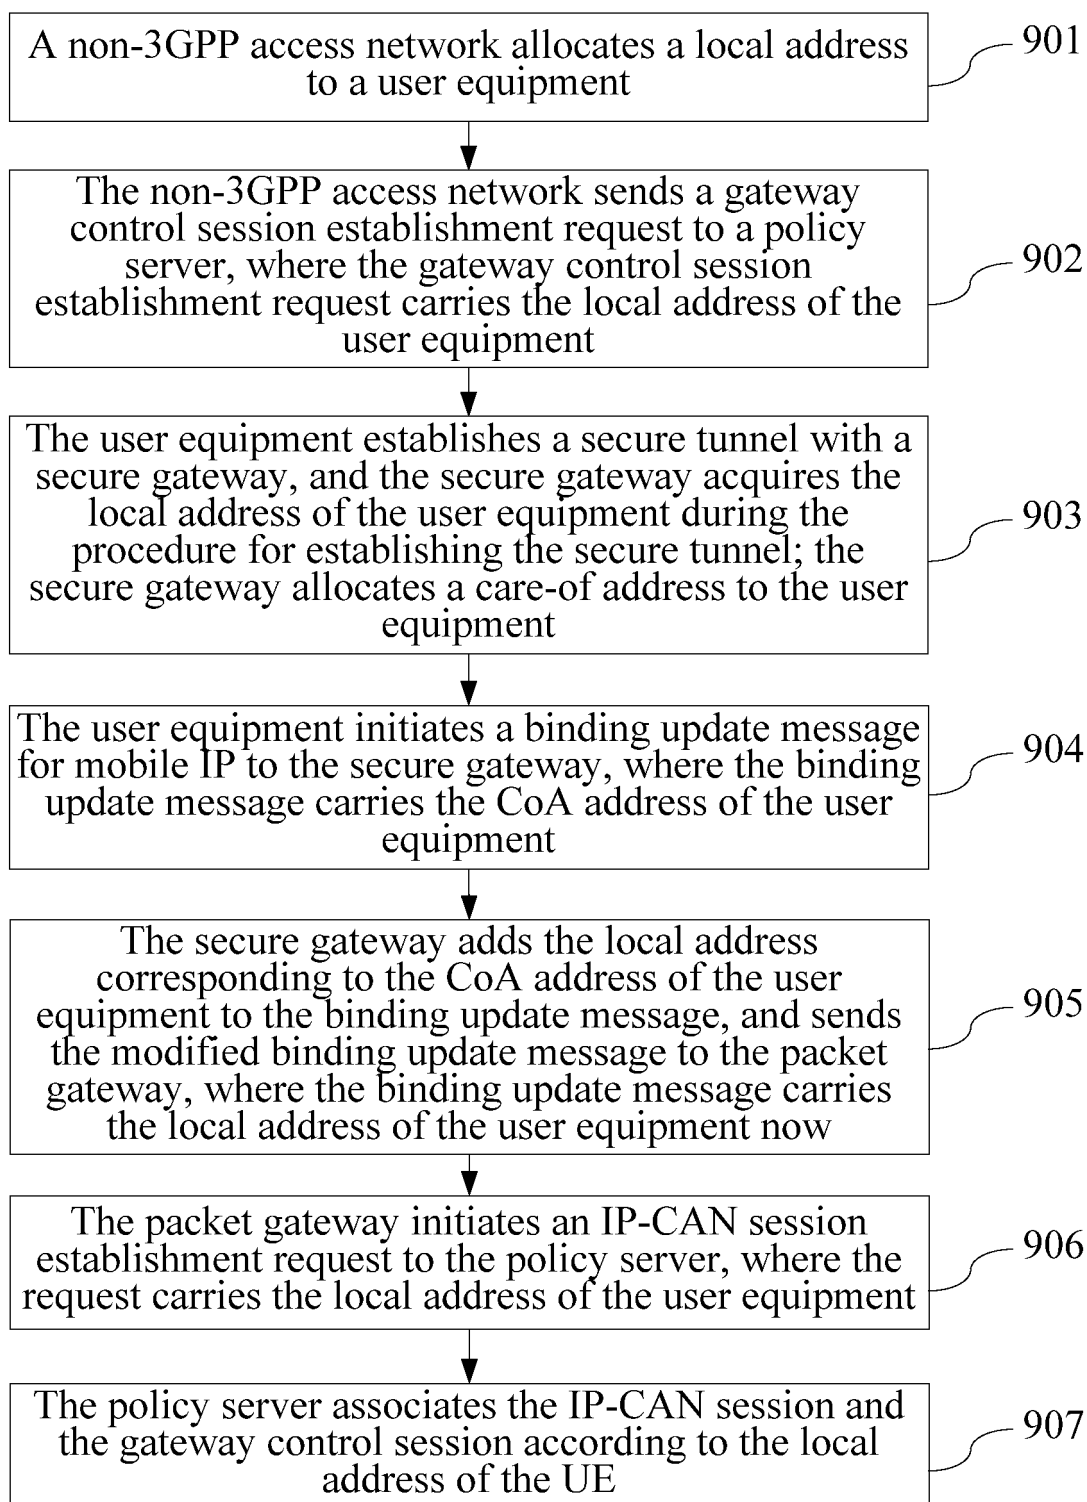 A non-3GPP access network allocates a local address
to a user equipment
901
The non-3GPP access network sends a gateway
control session establishment request to a policy
server, where the gateway control session
establishment request carries the local address of the
user equipment
902
The user equipment establishes a secure tunnel with a
secure gateway, and the secure gateway acquires the
local address of the user equipment during the
procedure for establishing the secure tunnel; the
secure gateway allocates a care-of address to the user
equipment
903
The user equipment initiates a binding update message
for mobile IP to the secure gateway, where the binding
update message carries the CoA address of the user
equipment
904
The secure gateway adds the local address
corresponding to the CoA address of the user
equipment to the binding update message, and sends
the modified binding update message to the packet
gateway, where the binding update message carries
the local address of the user equipment now
905
The packet gateway initiates an IP-CAN session
establishment request to the policy server, where the
request carries the local address of the user equipment
906
The policy server associates the IP-CAN session and
the gateway control session according to the local
address of the UE
907